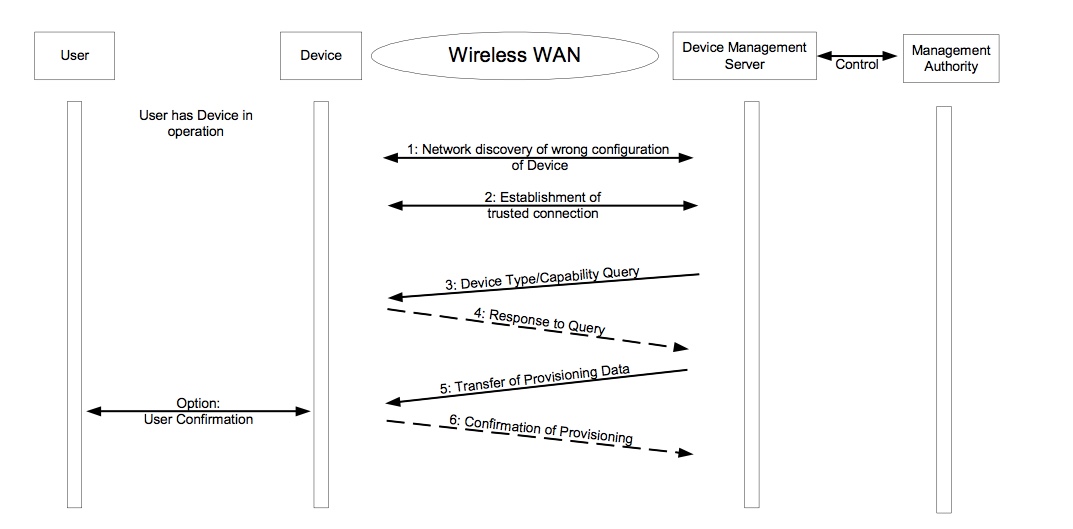 User
Device
Wireless WAN
Device Management
Server
Control
Management
Authority
User has Device in
operation
1: Network discovery of wrong configuration
of Device
2: Establishment of
trusted connection
3: Device Type/Capability Query
4: Response to Query
5: Transfer of Provisioning Data
Option:
User Confirmation
6: Confirmation of Provisioning